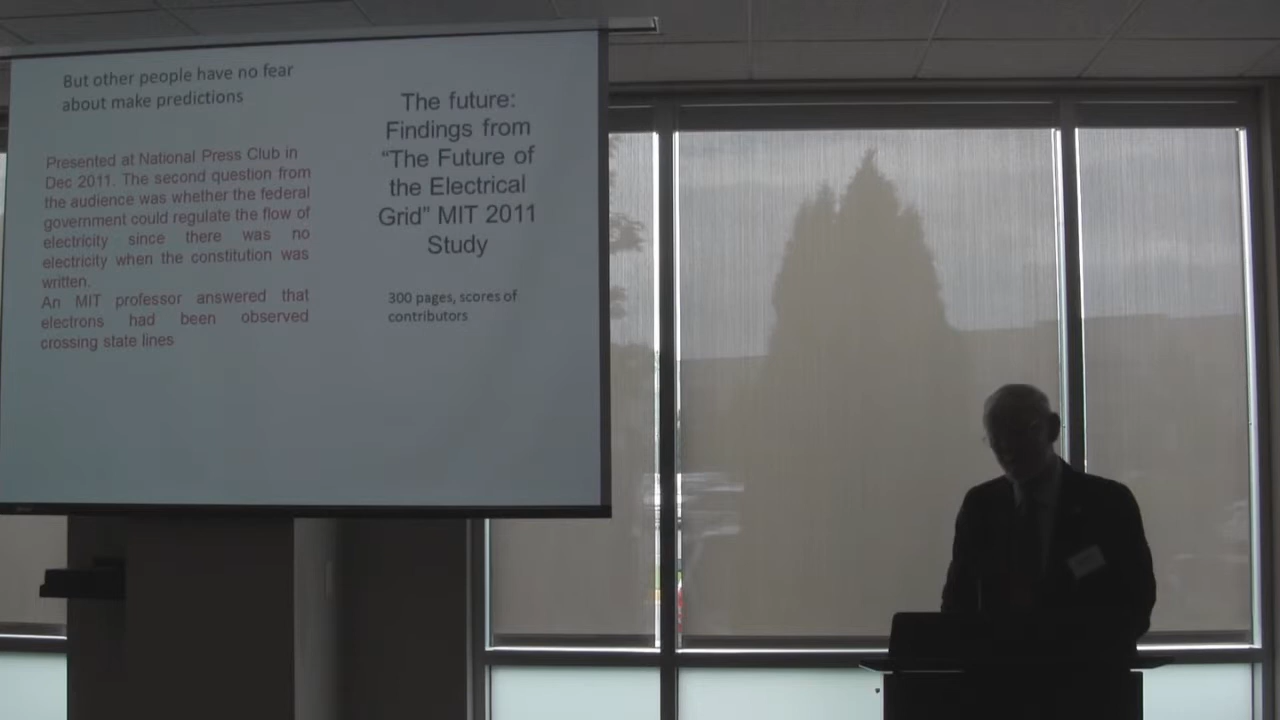 But other people have no fear
about make predictions
Presented at National Press Club in
Dec 2011. The second question from
the audience was whether the federal
government could regulate the flow of
electricity since there was no
electricity when the constitution was
written.
An MIT professor answered that
electrons had been observed
crossing state lines
The future:
Findings from
“The Future of
the Electrical
Grid” MIT 2011
Study
300 pages, scores of
contributors